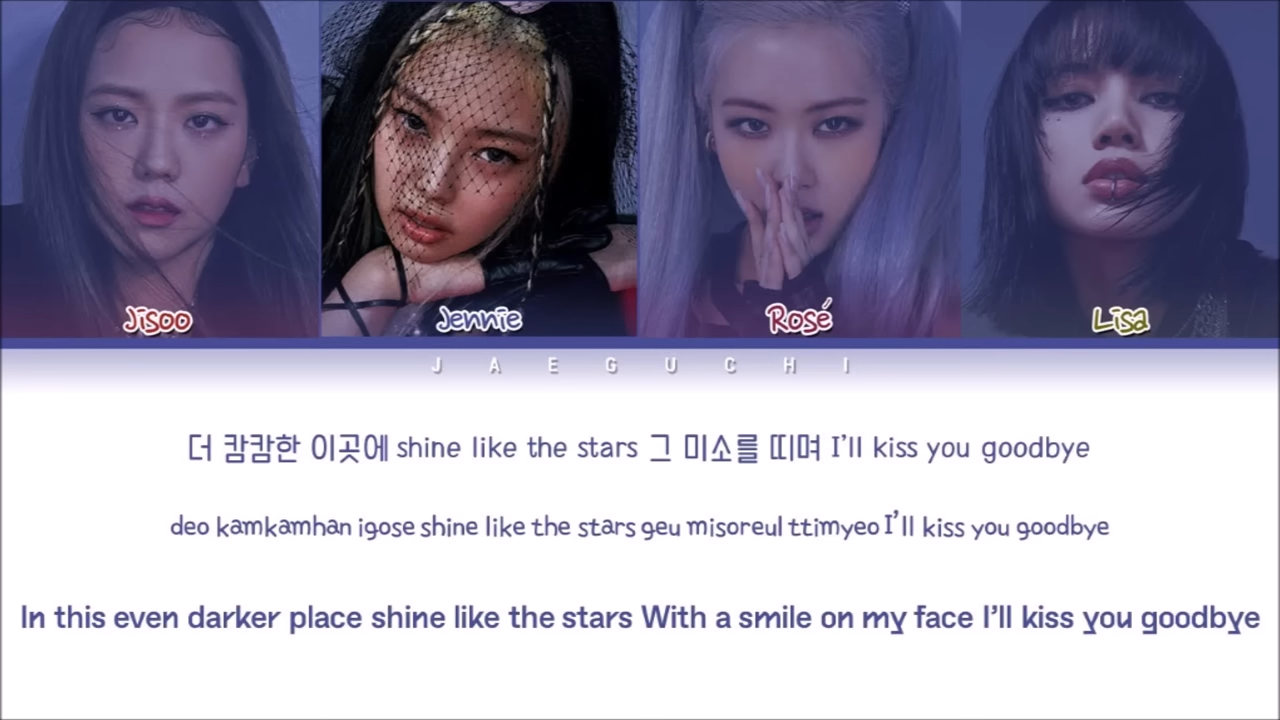 Jisoo Jennie Rosé Lisa
JAEGUCHI
더 캄캄한 이곳에 shine like the stars 그 미소를 띠며 I'll kiss you goodbye
deo kamkamhan igose shine like the stars geu misoreul ttimyeo I'll kiss you goodbye
In this even darker place shine like the stars With a smile on my face I'll kiss you goodbye